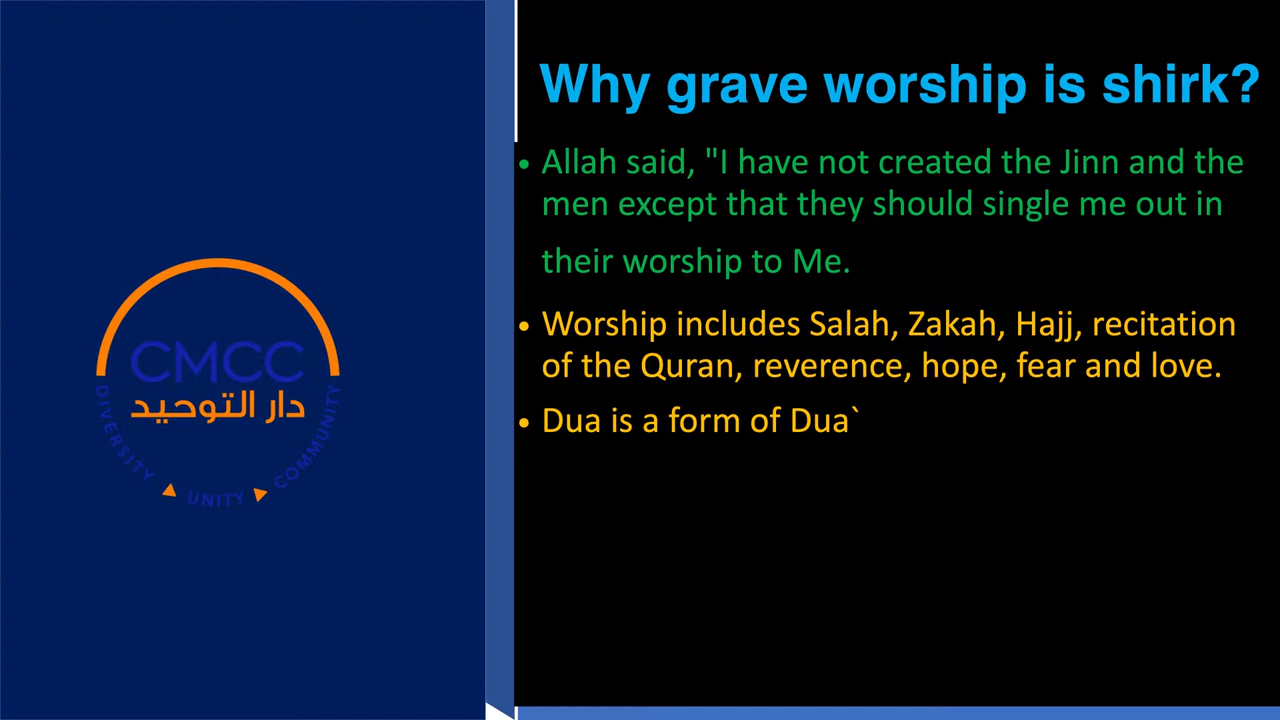 Why grave worship is shirk?
• Allah said, "I have not created the Jinn and the
men except that they should single me out in
their worship to Me.
• Worship includes Salah, Zakah, Hajj, recitation
of the Quran, reverence, hope, fear and love.
• Dua is a form of Dua`
CMCC
دار التوحيد
DIVERSITY ▲ UNITY ▲ COMMUNITY